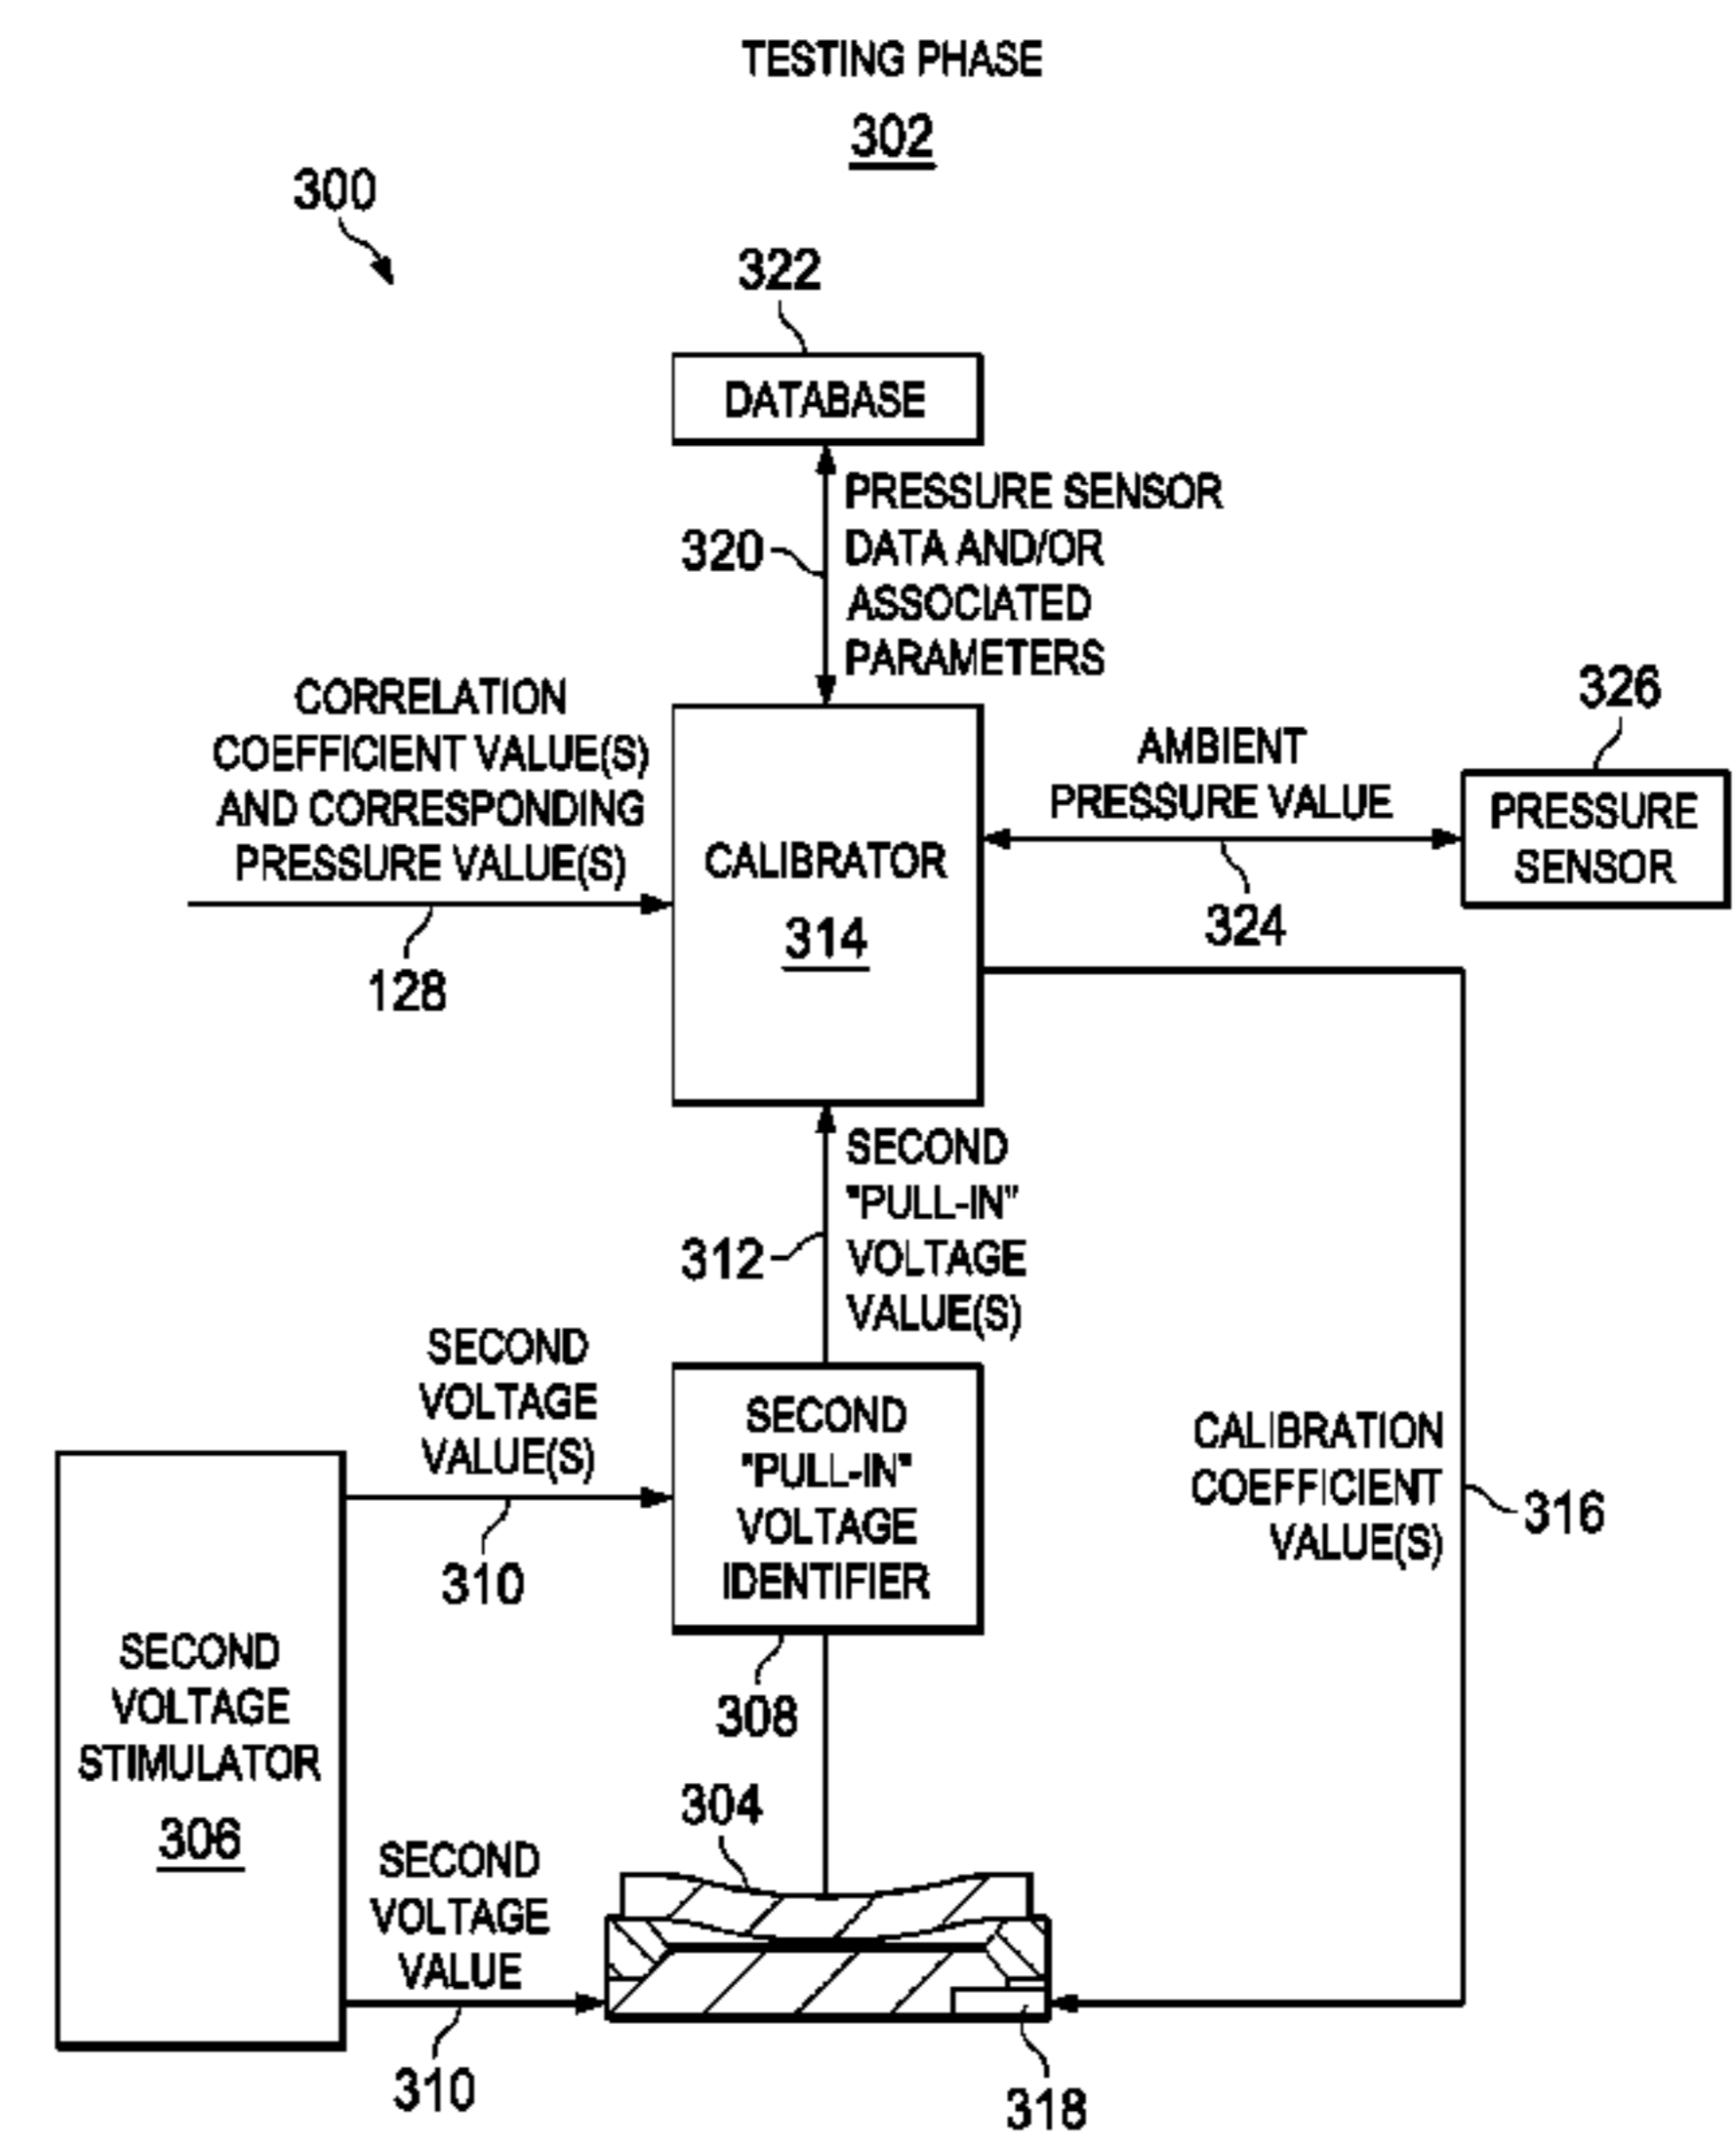 TESTING PHASE
302
300
322
DATABASE
320
PRESSURE SENSOR
DATA AND/OR
ASSOCIATED
PARAMETERS
CORRELATION
COEFFICIENT VALUE(S)
AND CORRESPONDING
PRESSURE VALUE(S)
128
CALIBRATOR
314
AMBIENT
PRESSURE VALUE
324
326
PRESSURE
SENSOR
312
SECOND
"PULL-IN"
VOLTAGE
VALUE(S)
SECOND
VOLTAGE
VALUE(S)
310
SECOND
"PULL-IN"
VOLTAGE
IDENTIFIER
308
CALIBRATION
COEFFICIENT
VALUE(S)
316
SECOND
VOLTAGE
STIMULATOR
306
SECOND
VOLTAGE
VALUE
310
304
318